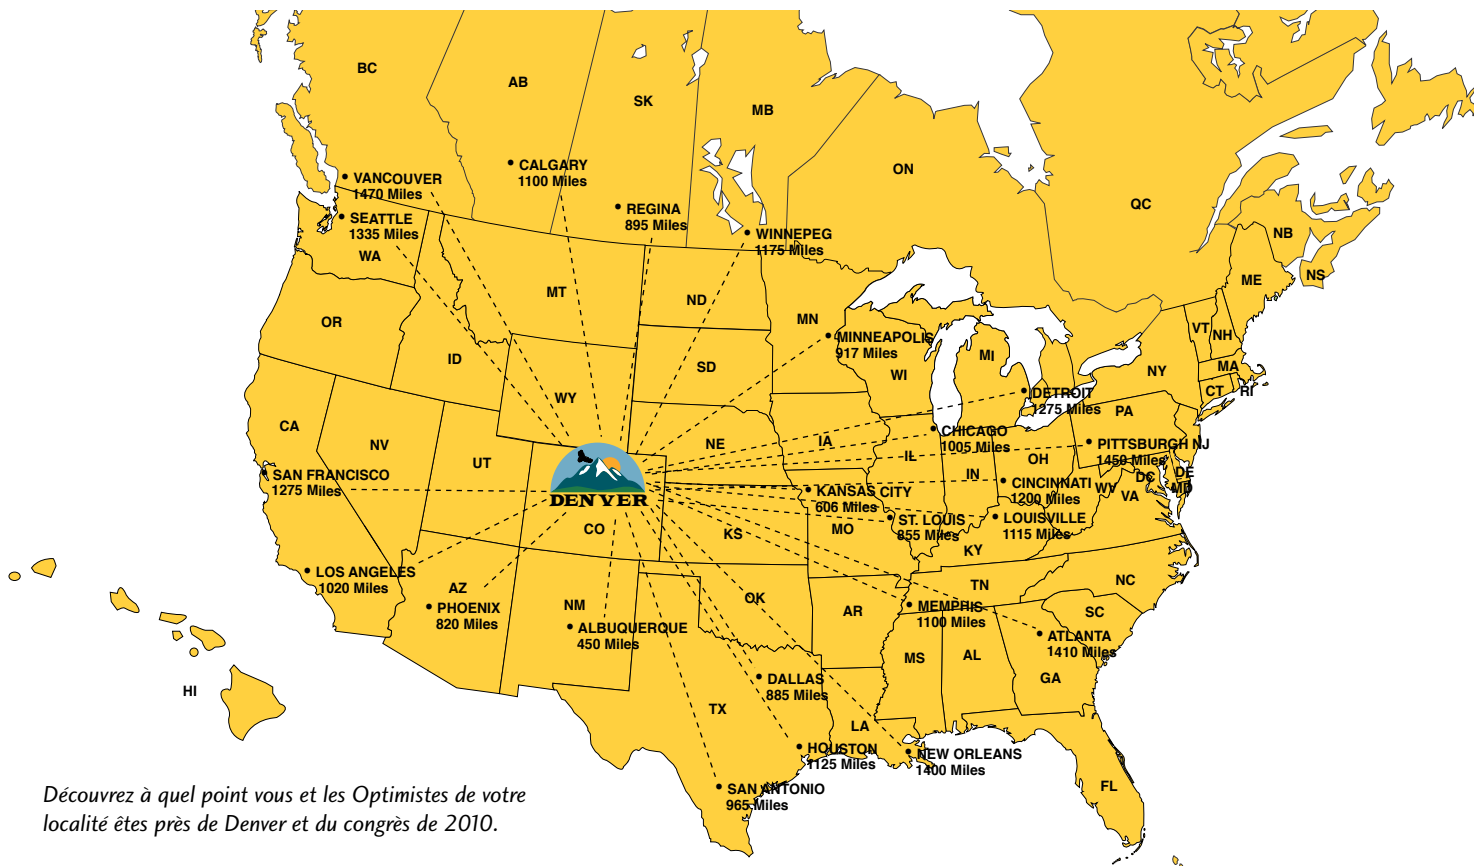 BC
AB
SK
MB
ON
QC
NB
NS
ME
CALGARY
1100 Miles
VANCOUVER
1470 Miles
REGINA
895 Miles
SEATTLE
1335 Miles
WINNEPEG
1175 Miles
WA
MT
ND
MN
OR
ID
SD
WY
MINNEAPOLIS
917 Miles
WI
MI
VT
NH
NY
MA
CT
RI
DETROIT
1275 Miles
PA
CA
NV
UT
NE
IA
IL
CHICAGO
1005 Miles
IN
OH
PITTSBURGH NJ
1450 Miles
DE
DC
MD
WY
VA
SAN FRANCISCO
1275 Miles
DENVER
CO
KS
KANSAS CITY
606 Miles
MO
CINCINNATI
1200 Miles
ST. LOUIS
855 Miles
LOUISVILLE
1115 Miles
KY
LOS ANGELES
1020 Miles
AZ
PHOENIX
820 Miles
NM
ALBUQUERQUE
450 Miles
OK
AR
TN
NC
SC
MEMPHIS
1100 Miles
ATLANTA
1410 Miles
MS
AL
GA
HI
TX
DALLAS
885 Miles
LA
HOUSTON
1125 Miles
NEW ORLEANS
1400 Miles
SAN ANTONIO
965 Miles
FL
Découvrez à quel point vous et les Optimistes de votre
localité êtes près de Denver et du congrès de 2010.